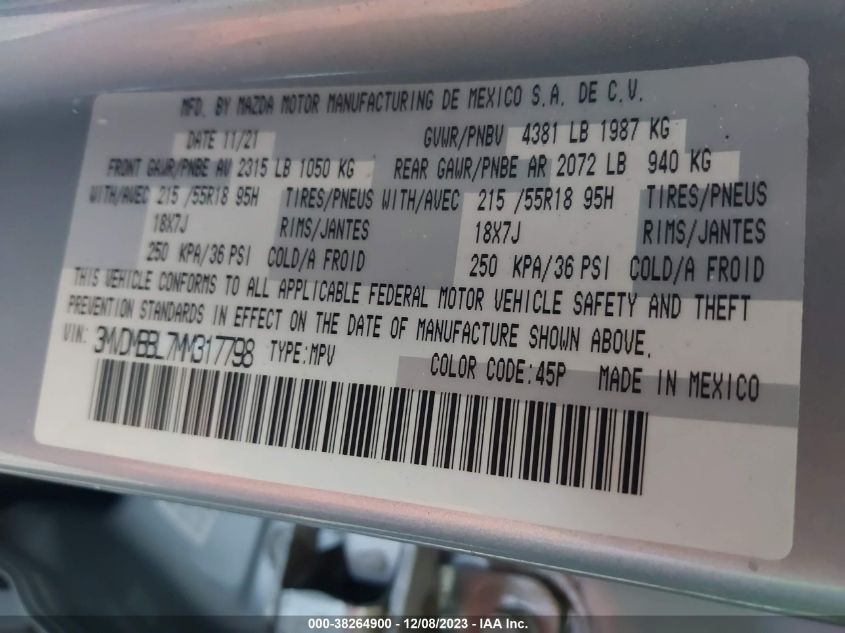 MFD. BY MAZDA MOTOR MANUFACTURING DE MEXICO S.A. DE C.V.
DATE 11/21 GVWR/PNBV 4381 LB 1987 KG
FRONT GAWR/PNBE AV 2315 LB 1050 KG REAR GAWR/PNBE AR 2072 LB 940 KG
WITH/AVEC 215 /55R18 95H TIRES/PNEUS WITH/AVEC 215 /55R18 95H TIRES/PNEUS
18X7J RIMS/JANTES 18X7J RIMS/JANTES
250 KPA/36 PSI COLD/A FROID 250 KPA/36 PSI COLD/A FROID
THIS VEHICLE CONFORMS TO ALL APPLICABLE FEDERAL MOTOR VEHICLE SAFETY AND THEFT
PREVENTION STANDARDS IN EFFECT ON THE DATE OF MANUFACTURE SHOWN ABOVE.
VIN: 3MVDMBBL7MM317798 TYPE:MPV COLOR CODE:45P MADE IN MEXICO
000-38264900 - 12/08/2023 - IAA Inc.